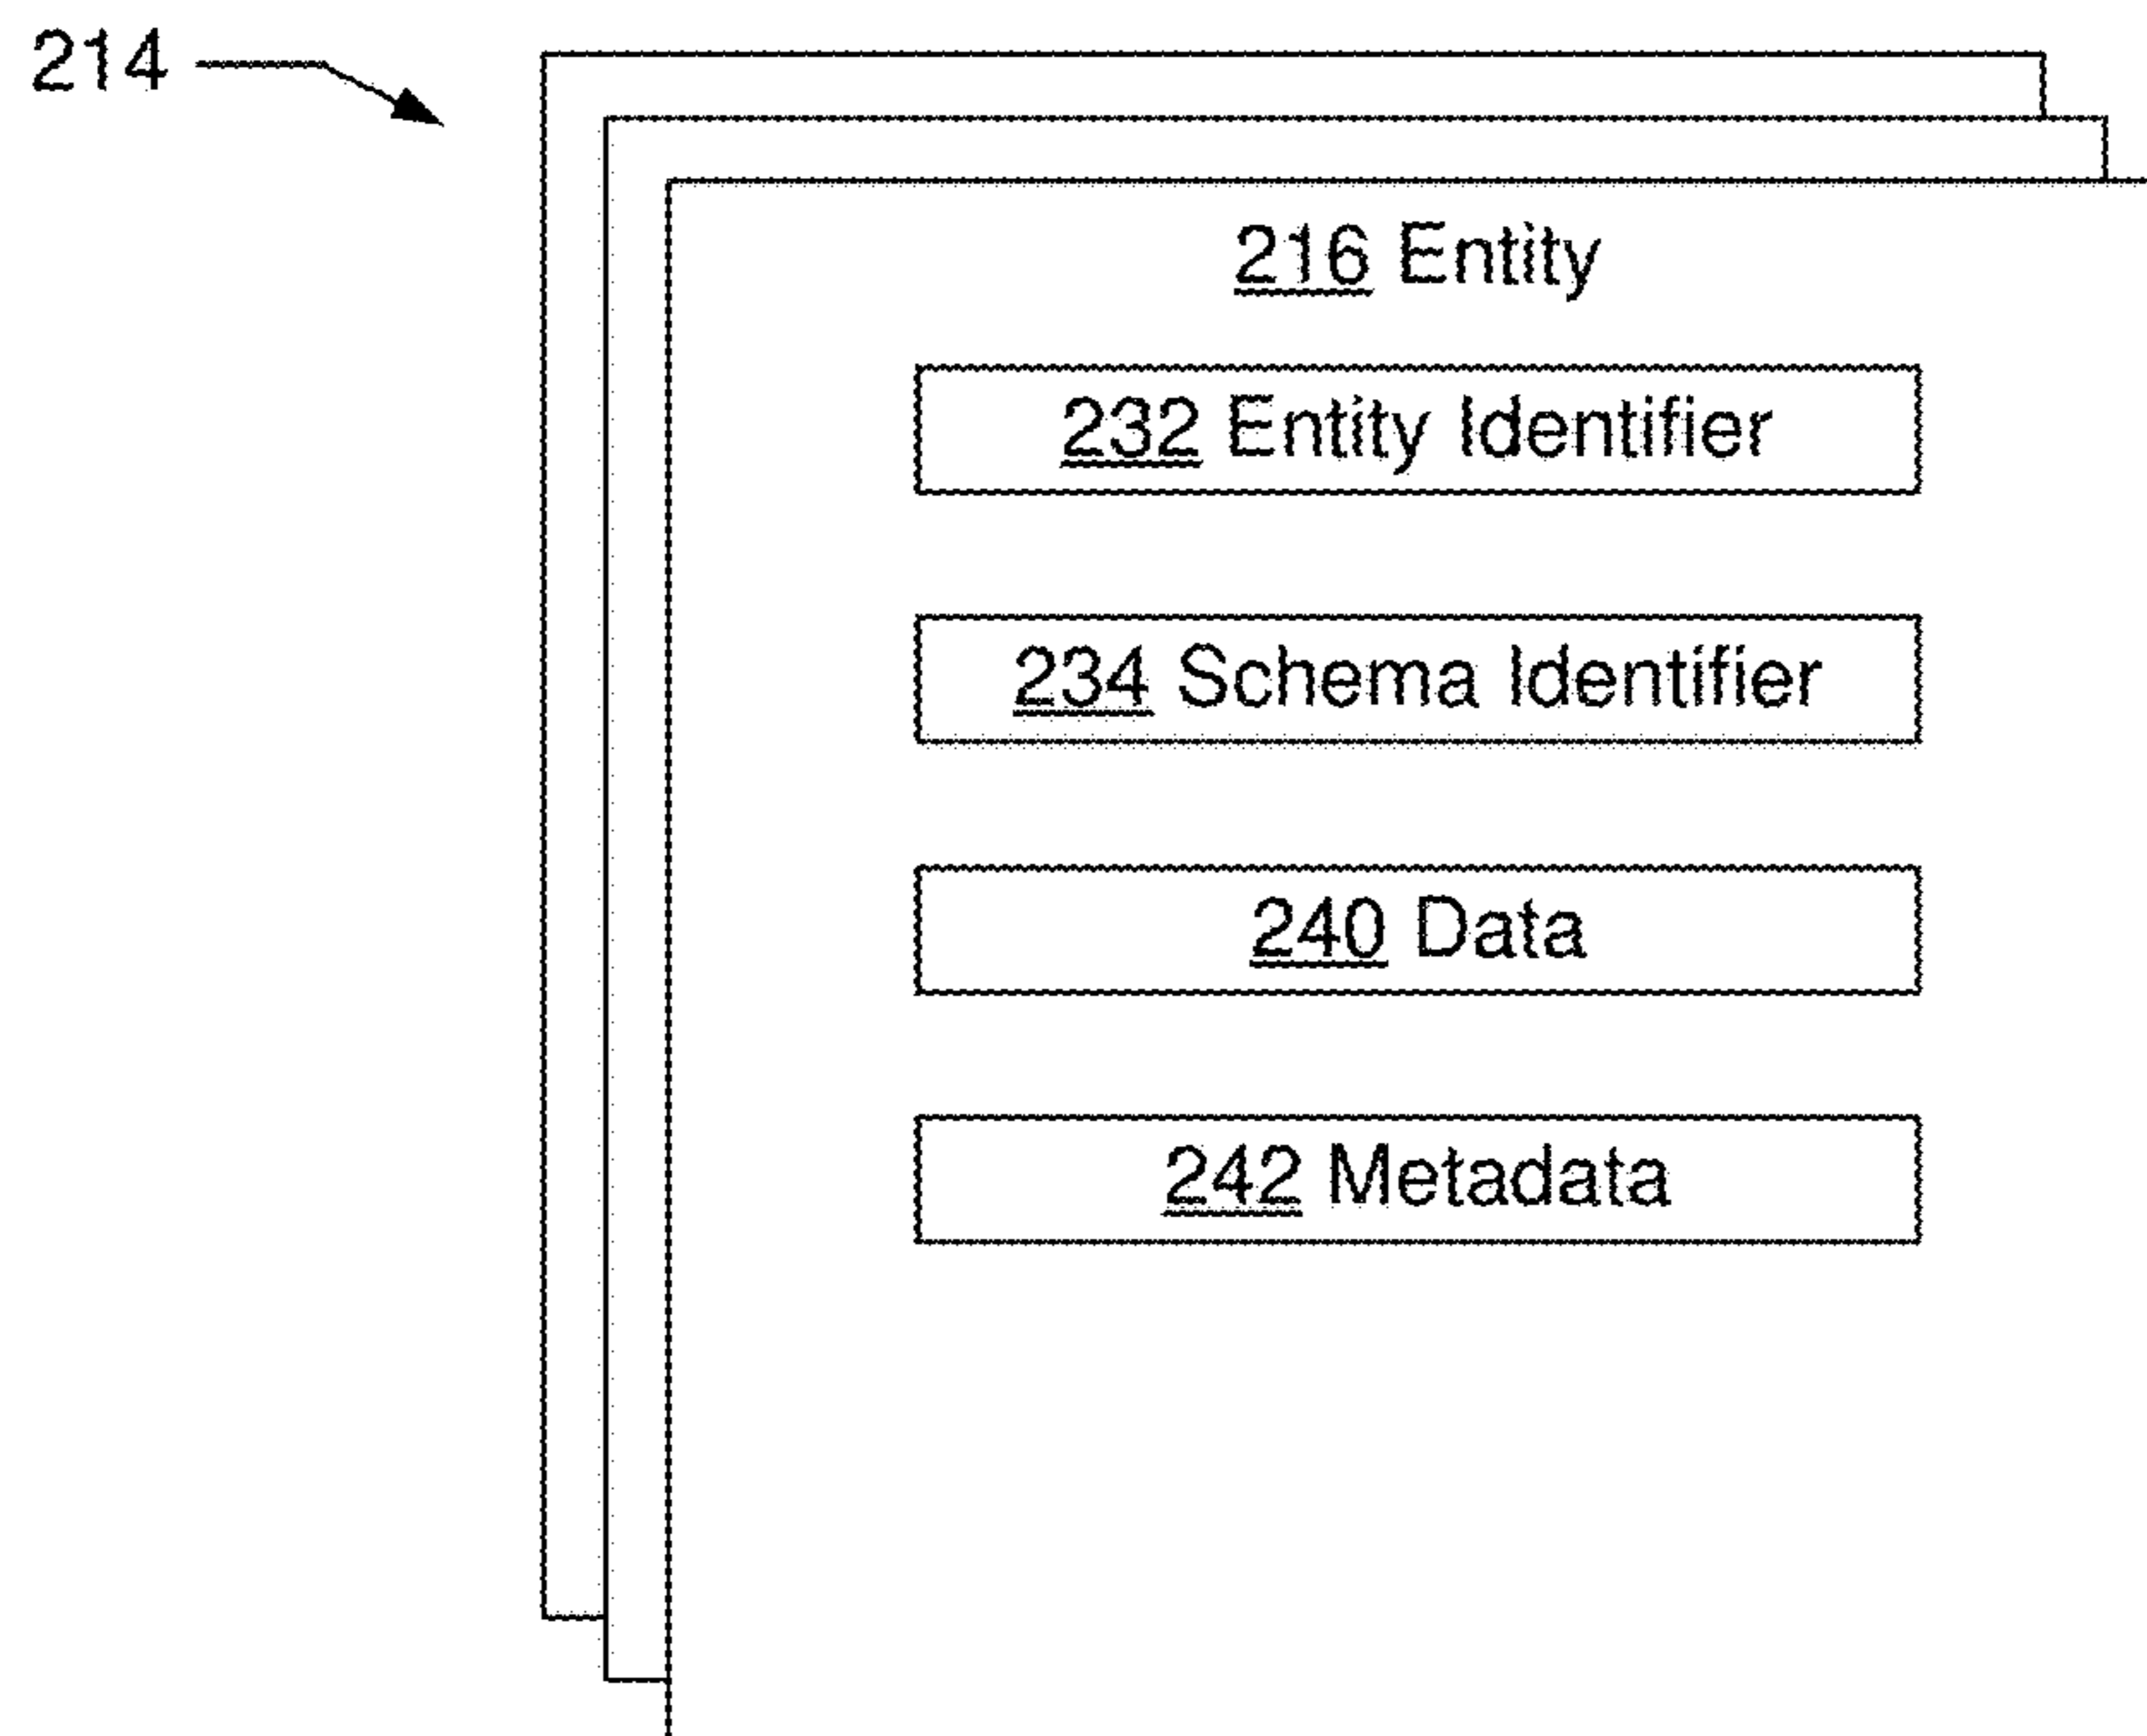 214
216 Entity
232 Entity Identifier
234 Schema Identifier
240 Data
242 Metadata